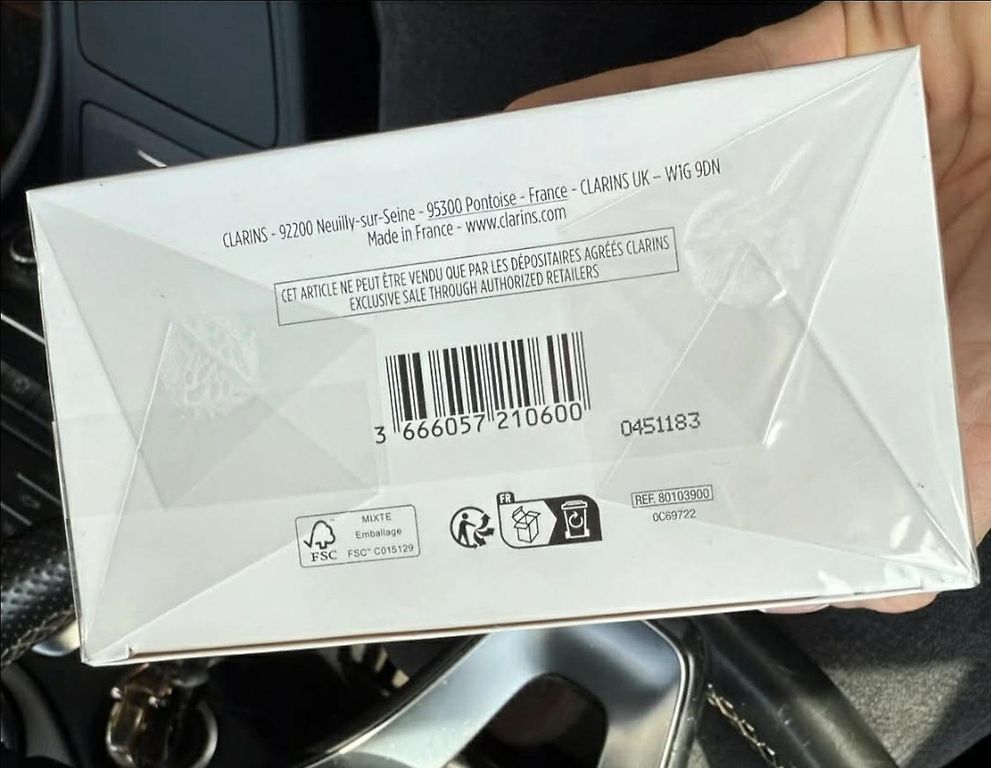 CLARINS - 92200 Neuilly-sur-Seine - 95300 Pontoise - France - CLARINS UK – W1G 9DN
Made in France - www.clarins.com
CET ARTICLE NE PEUT ÊTRE VENDU QUE PAR LES DÉPOSITAIRES AGRÉÉS CLARINS
EXCLUSIVE SALE THROUGH AUTHORIZED RETAILERS
3 666057 210600
0451183
MIXTE
Emballage
FSC
FSC™ C015129
FR
REF. 80103900
0C69722